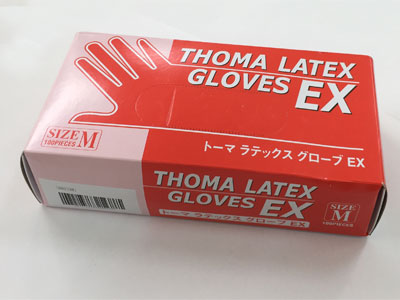 THOMA LATEX
GLOVES EX
トーマ ラテックス グローブ EX
SIZE M
100PIECES
THOMA LATEX
GLOVES EX
トーマ ラテックス グローブ EX
SIZE
M
100PIECES